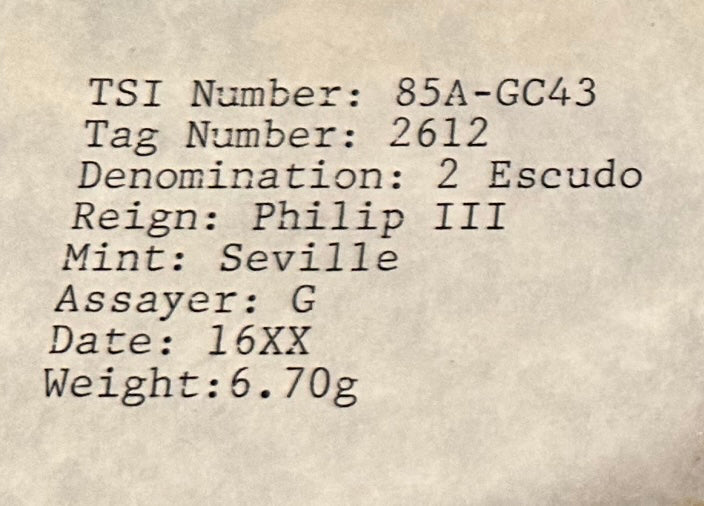 TSI Number: 85A-GC43
Tag Number: 2612
Denomination: 2 Escudo
Reign: Philip III
Mint: Seville
Assayer: G
Date: 16XX
Weight:6.70g